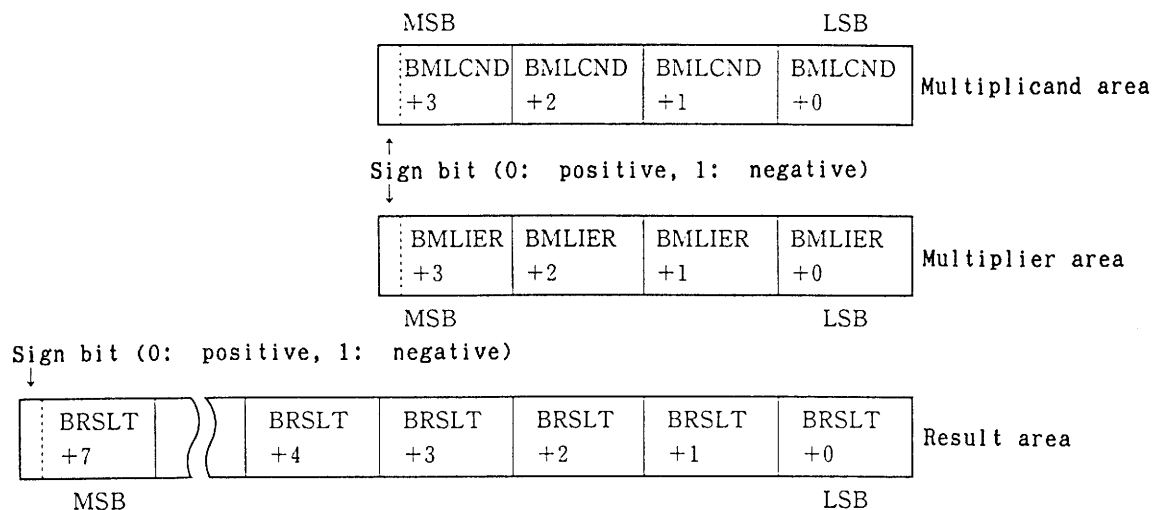 MSB LSB
BMLCND BMLCND BMLCND BMLCND
+3 +2 +1 +0
Multiplicand area
Sign bit (0: positive, 1: negative)
BMLIER BMLIER BMLIER BMLIER
+3 +2 +1 +0
Multiplier area
MSB LSB
Sign bit (0: positive, 1: negative)
BRSLT BRSLT BRSLT BRSLT BRSLT BRSLT
+7 +4 +3 +2 +1 +0
Result area
MSB LSB